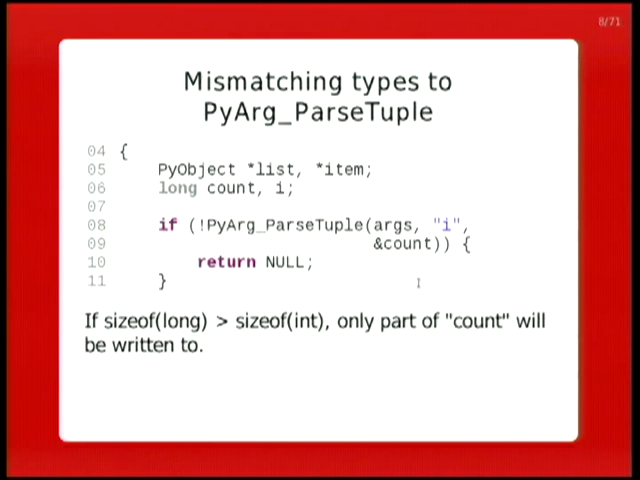 8/71
Mismatching types to
PyArg_ParseTuple
04 {
05     PyObject *list, *item;
06     long count, i;
07
08     if (!PyArg_ParseTuple(args, "i",
09                           &count)) {
10         return NULL;
11     }
If sizeof(long) > sizeof(int), only part of "count" will
be written to.